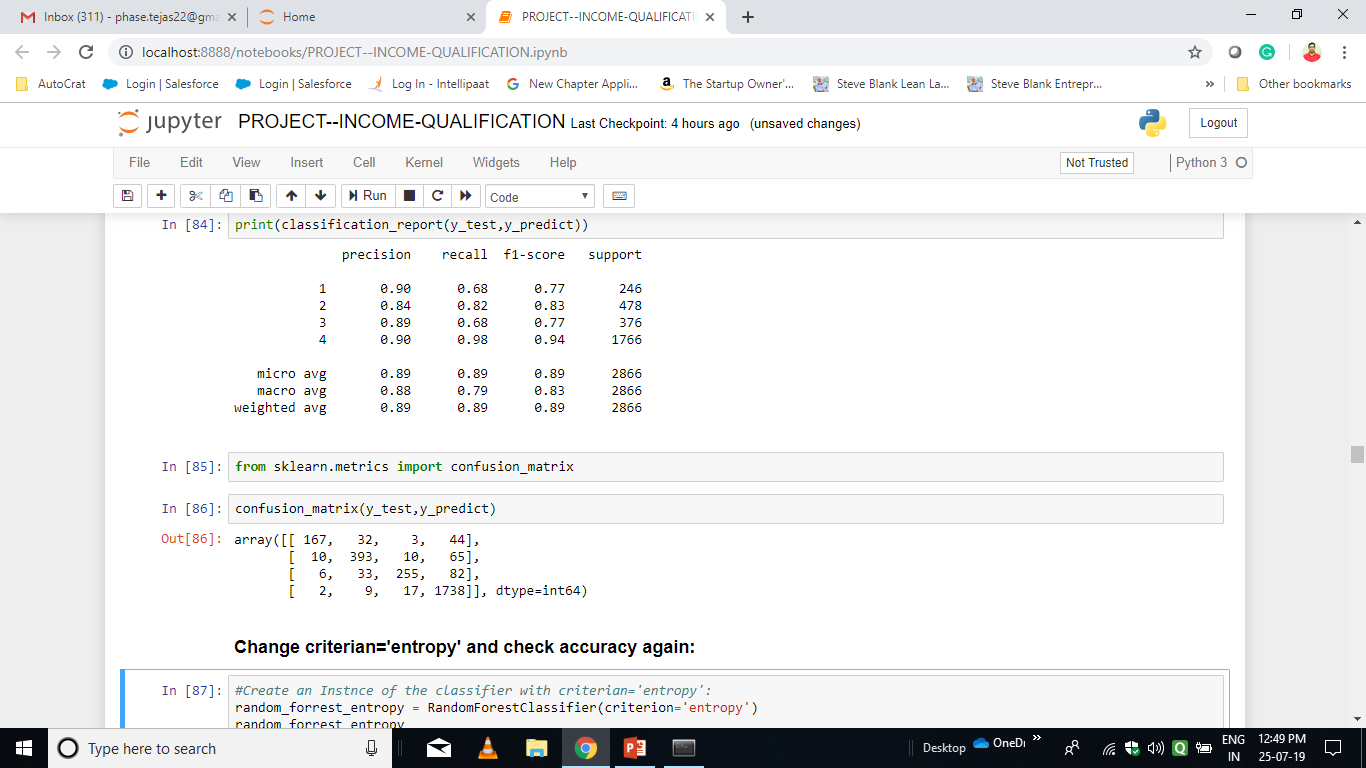 Inbox (311) - phase.tejas22@gma
Home
PROJECT--INCOME-QUALIFICATI
localhost:8888/notebooks/PROJECT--INCOME-QUALIFICATION.ipynb
AutoCrat
Login | Salesforce
Login | Salesforce
Log In - Intellipaat
New Chapter Appli...
The Startup Owner'...
Steve Blank Lean La...
Steve Blank Entrepr...
Other bookmarks
jupyter PROJECT--INCOME-QUALIFICATION Last Checkpoint: 4 hours ago (unsaved changes)
Logout
File Edit View Insert Cell Kernel Widgets Help
Not Trusted
Python 3
Run
Code
In [84]: print(classification_report(y_test,y_predict))
precision recall f1-score support
1 0.90 0.68 0.77 246
2 0.84 0.82 0.83 478
3 0.89 0.68 0.77 376
4 0.90 0.98 0.94 1766
micro avg 0.89 0.89 0.89 2866
macro avg 0.88 0.79 0.83 2866
weighted avg 0.89 0.89 0.89 2866
In [85]: from sklearn.metrics import confusion_matrix
In [86]: confusion_matrix(y_test,y_predict)
Out[86]: array([[ 167, 32, 3, 44],
[ 10, 393, 10, 65],
[ 6, 33, 255, 82],
[ 2, 9, 17, 1738]], dtype=int64)
Change criterian='entropy' and check accuracy again:
In [87]: #Create an Instnce of the classifier with criterian='entropy':
random_forrest_entropy = RandomForestClassifier(criterion='entropy')
random_forrest_entropy
Type here to search
Desktop
OneDr
ENG
IN
12:49 PM
25-07-19